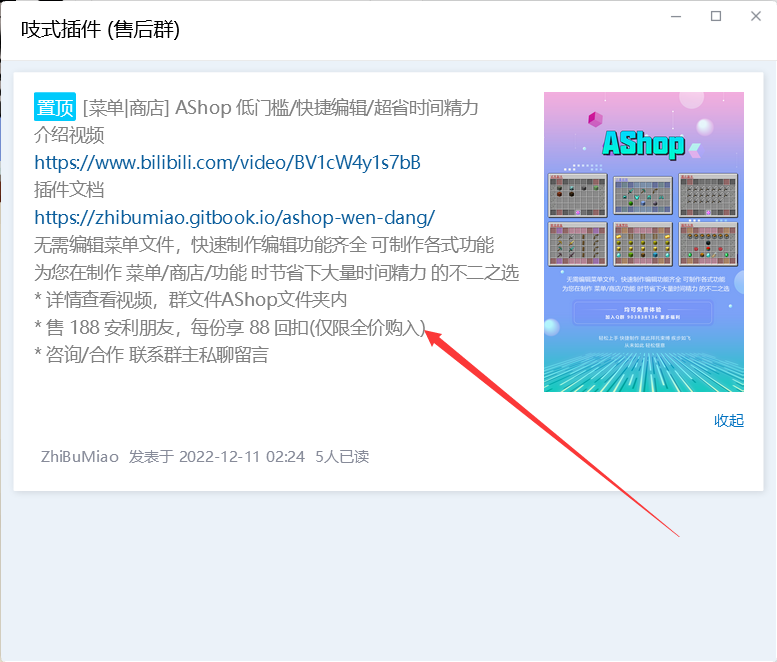 吱式插件 (售后群)
置顶 [菜单|商店] AShop 低门槛/快捷编辑/超省时间精力
介绍视频
https://www.bilibili.com/video/BV1cW4y1s7bB
插件文档
https://zhibumiao.gitbook.io/ashop-wen-dang/
无需编辑菜单文件，快速制作编辑功能齐全 可制作各式功能
为您在制作 菜单/商店/功能 时节省下大量时间精力 的不二之选
* 详情查看视频，群文件AShop文件夹内
* 售 188 安利朋友，每份享 88 回扣(仅限全价购入)
* 咨询/合作 联系群主私聊留言
AShop
无需编辑菜单文件，快速制作编辑功能齐全 可制作各式功能
为您在制作 菜单/商店/功能 时节省下大量时间精力 的不二之选
均可免费体验
收起
ZhiBuMiao 发表于 2022-12-11 02:24 5人已读